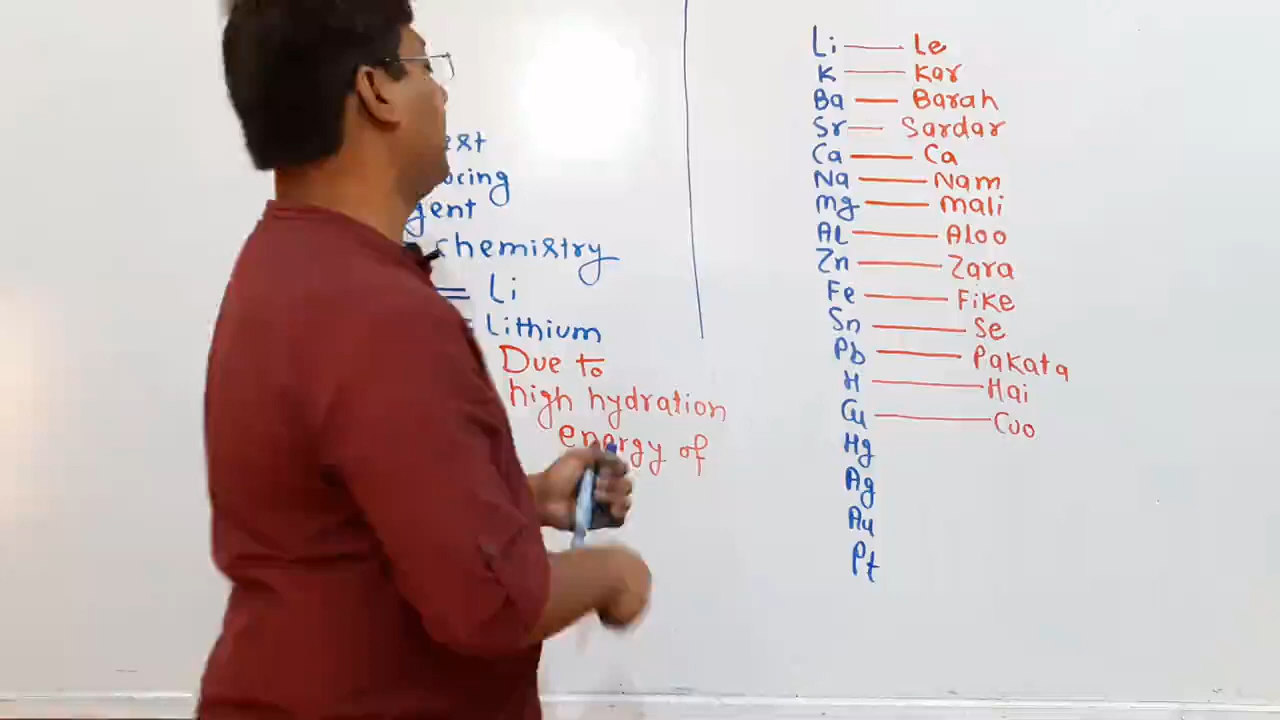 gent
chemistry
= Li
= Lithium
Due to
high hydration
energy of
Li — Le
K — Kar
Ba — Barah
Sr — Sardar
Ca — Ca
Na — Nam
Mg — Mali
AL — ALoo
Zn — Zara
Fe — Fike
Sn — Se
Pb — Pakata
H — Hai
Cu — Cuo
Hg
Ag
Au
Pt